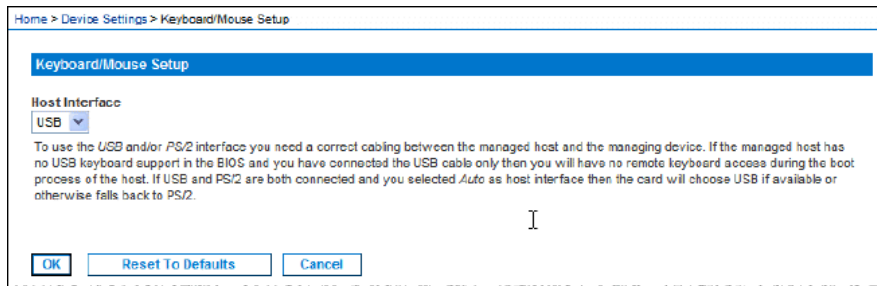 Home > Device Settings > Keyboard/Mouse Setup
Keyboard/Mouse Setup
Host Interface
USB
To use the USB and/or PS/2 interface you need a correct cabling between the managed host and the managing device. If the managed host has
no USB keyboard support in the BIOS and you have connected the USB cable only then you will have no remote keyboard access during the boot
process of the host. If USB and PS/2 are both connected and you selected Auto as host interface then the card will choose USB if available or
otherwise falls back to PS/2.
OK Reset To Defaults Cancel